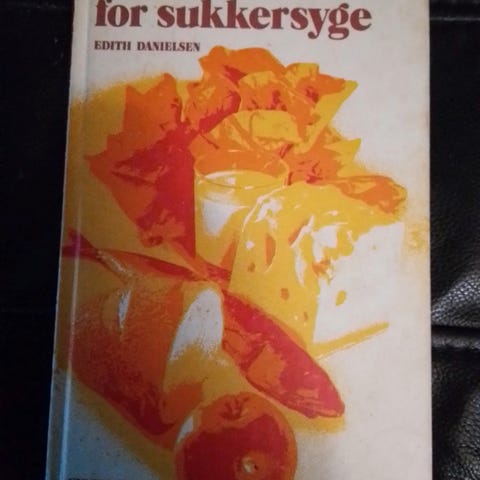 for sukkersyge
EDITH DANIELSEN